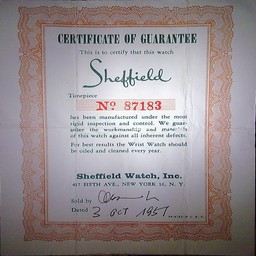 CERTIFICATE OF GUARANTEE
This is to certify that this watch
Sheffield
Timepiece
Nº 87183
has been manufactured under the most
rigid inspection and control. We guar-
antee the workmanship and
of this watch against all inherent defects.
For best results the Wrist Watch should
be oiled and cleaned every year.
Sheffield Watch, Inc.
417 FIFTH AVE., NEW YORK 16, N. Y.
Sold by
Dated 3 OCT 1957